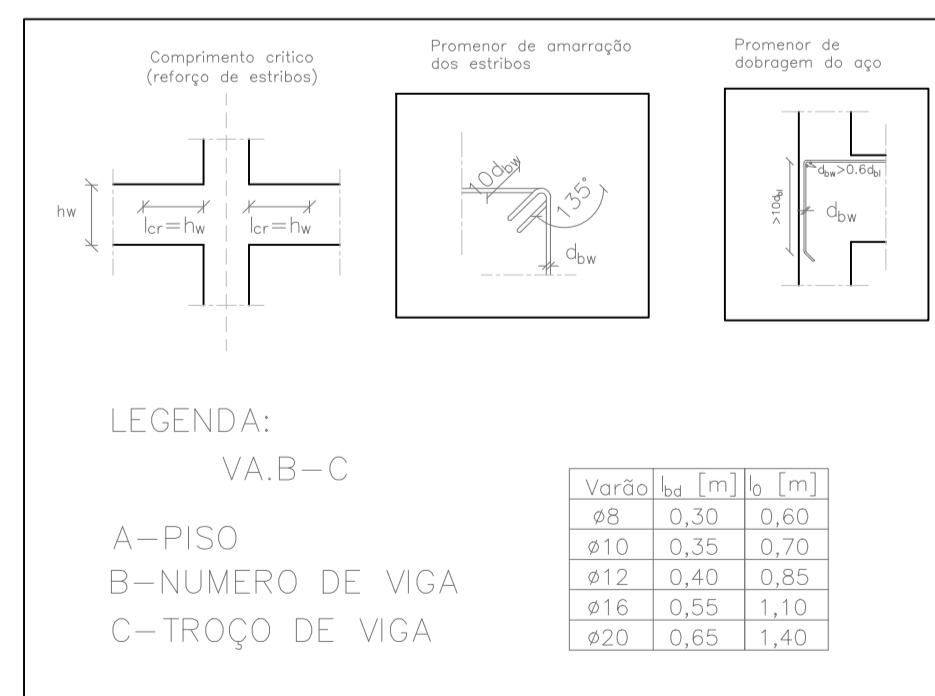 Comprimento critico
(reforço de estribos)
hw
lcr=hw
lcr=hw
Promenor de amarração
dos estribos
10dbw
135°
dbw
Promenor de
dobragem do aço
dbw>0.6dbl
>10dbl
dbw
LEGENDA:
VA.B-C
A-PISO
B-NUMERO DE VIGA
C-TROÇO DE VIGA
Varão lbd [m] l0 [m]
ø8 0,30 0,60
ø10 0,35 0,70
ø12 0,40 0,85
ø16 0,55 1,10
ø20 0,65 1,40